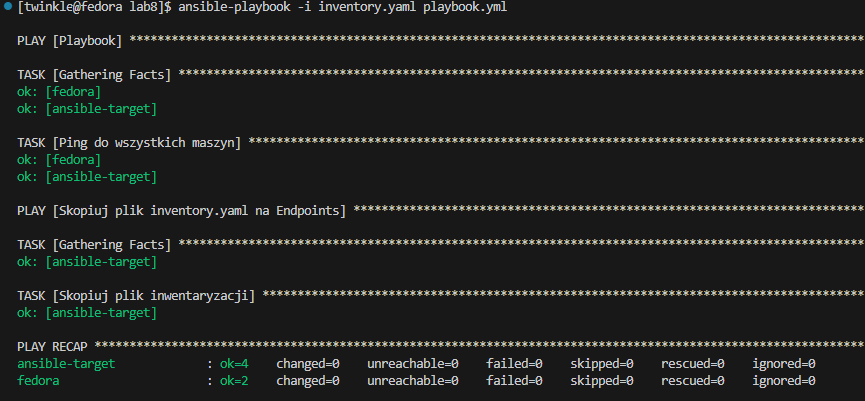 [twinkle@fedora lab8]$ ansible-playbook -i inventory.yaml playbook.yml
PLAY [Playbook] *********************************************************************************************************
TASK [Gathering Facts] **************************************************************************************************
ok: [fedora]
ok: [ansible-target]
TASK [Ping do wszystkich maszyn] ****************************************************************************************
ok: [fedora]
ok: [ansible-target]
PLAY [Skopiuj plik inventory.yaml na Endpoints] *************************************************************************
TASK [Gathering Facts] **************************************************************************************************
ok: [ansible-target]
TASK [Skopiuj plik inwentaryzacji] **************************************************************************************
ok: [ansible-target]
PLAY RECAP **************************************************************************************************************
ansible-target             : ok=4    changed=0    unreachable=0    failed=0    skipped=0    rescued=0    ignored=0
fedora                     : ok=2    changed=0    unreachable=0    failed=0    skipped=0    rescued=0    ignored=0